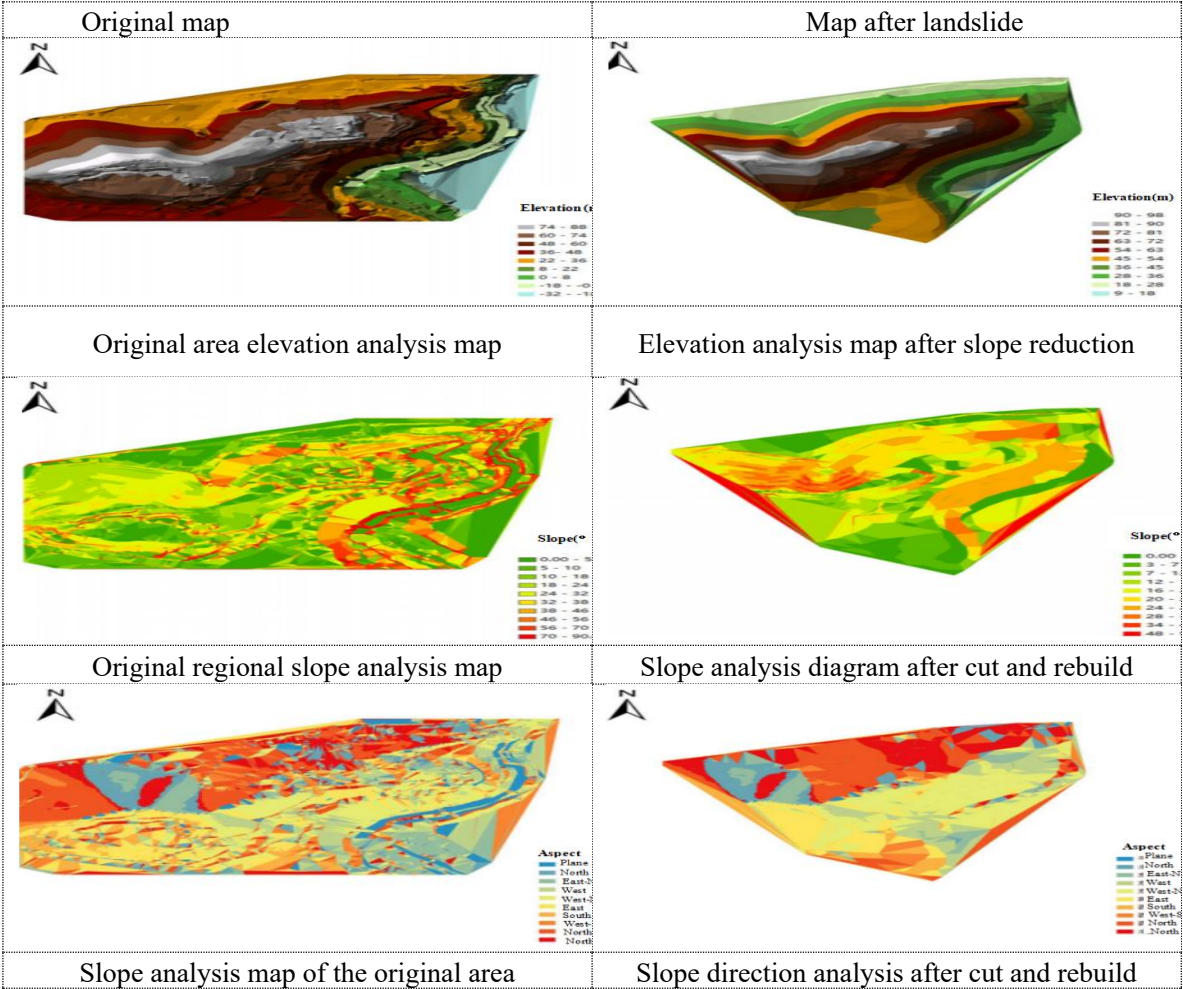 Original map
Map after landslide
N
N
Elevation (m
74 - 88
60 - 74
48 - 60
36- 48
22 - 36
8 - 22
0 - 8
-18 - -0
-32 - -18
Elevation(m)
90 - 98
81 - 90
72 - 81
63 - 72
54 - 63
45 - 54
36 - 45
28 - 36
18 - 28
9 - 18
Original area elevation analysis map
Elevation analysis map after slope reduction
N
N
Slope(°
0.00 - 5
5 - 10
10 - 18
18 - 24
24 - 32
32 - 38
38 - 46
46 - 56
56 - 70
70 - 90
Slope(°
0.00
3 - 7
7 - 1
12 -
16 -
20 -
24 -
28 -
34 -
48 -
Original regional slope analysis map
Slope analysis diagram after cut and rebuild
N
N
Aspect
Plane
North
East-N
West
West-
East
South
West-
North
North
Aspect
Plane
North
East-N
West
West-N
East
South
West-S
North
North
Slope analysis map of the original area
Slope direction analysis after cut and rebuild